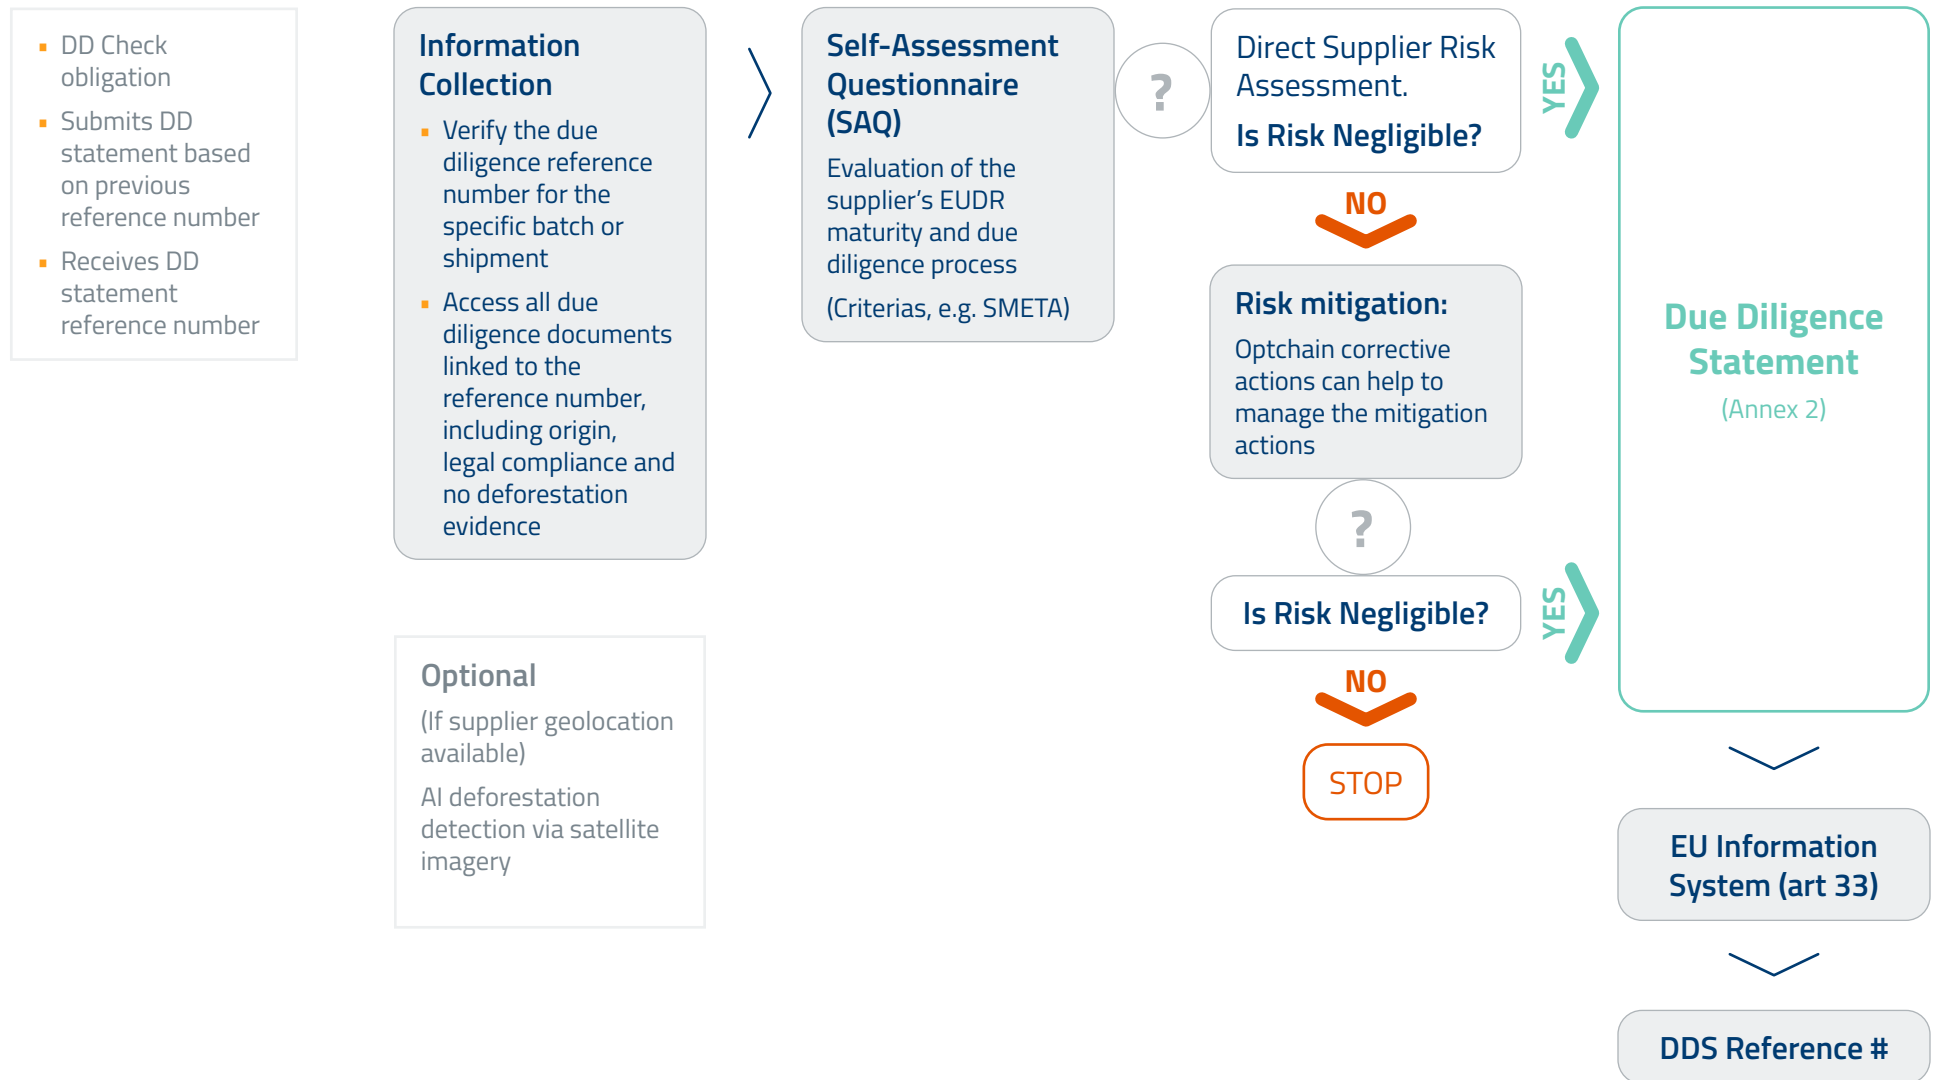 DD Check
obligation
Submits DD
statement based
on previous
reference number
Receives DD
statement
reference number
Information
Collection
Verify the due
diligence reference
number for the
specific batch or
shipment
Access all due
diligence documents
linked to the
reference number,
including origin,
legal compliance and
no deforestation
evidence
Optional
(If supplier geolocation
available)
AI deforestation
detection via satellite
imagery
Self-Assessment
Questionnaire
(SAQ)
Evaluation of the
supplier’s EUDR
maturity and due
diligence process
(Criterias, e.g. SMETA)
?
Direct Supplier Risk
Assessment.
Is Risk Negligible?
YES
NO
Risk mitigation:
Optchain corrective
actions can help to
manage the mitigation
actions
?
Is Risk Negligible?
YES
NO
STOP
Due Diligence
Statement
(Annex 2)
EU Information
System (art 33)
DDS Reference #